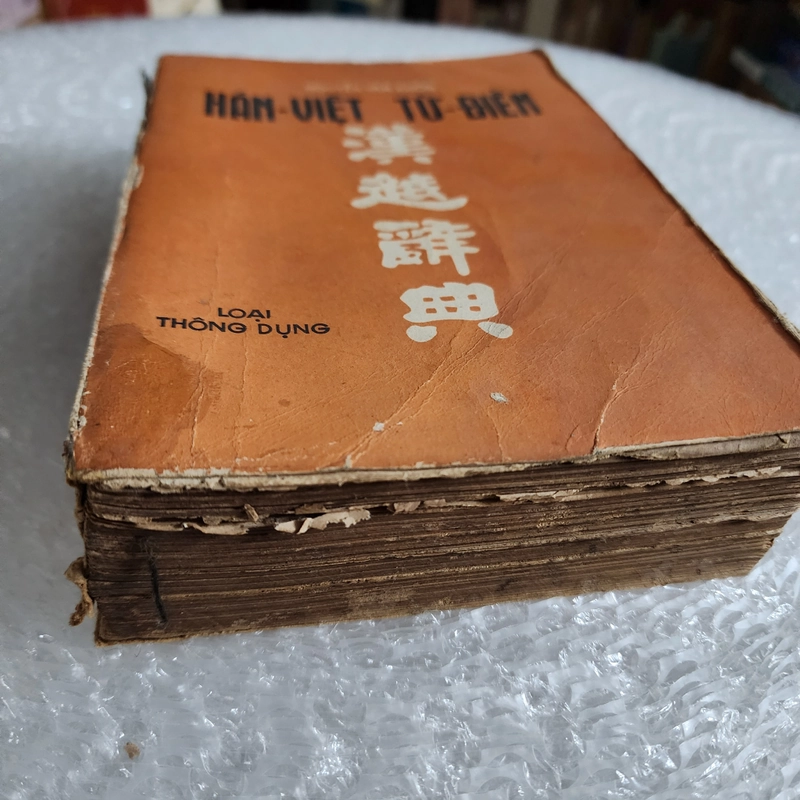 HÁN-VIỆT TỪ-ĐIỂN
漢
越
辭
典
LOẠI
THÔNG DỤNG